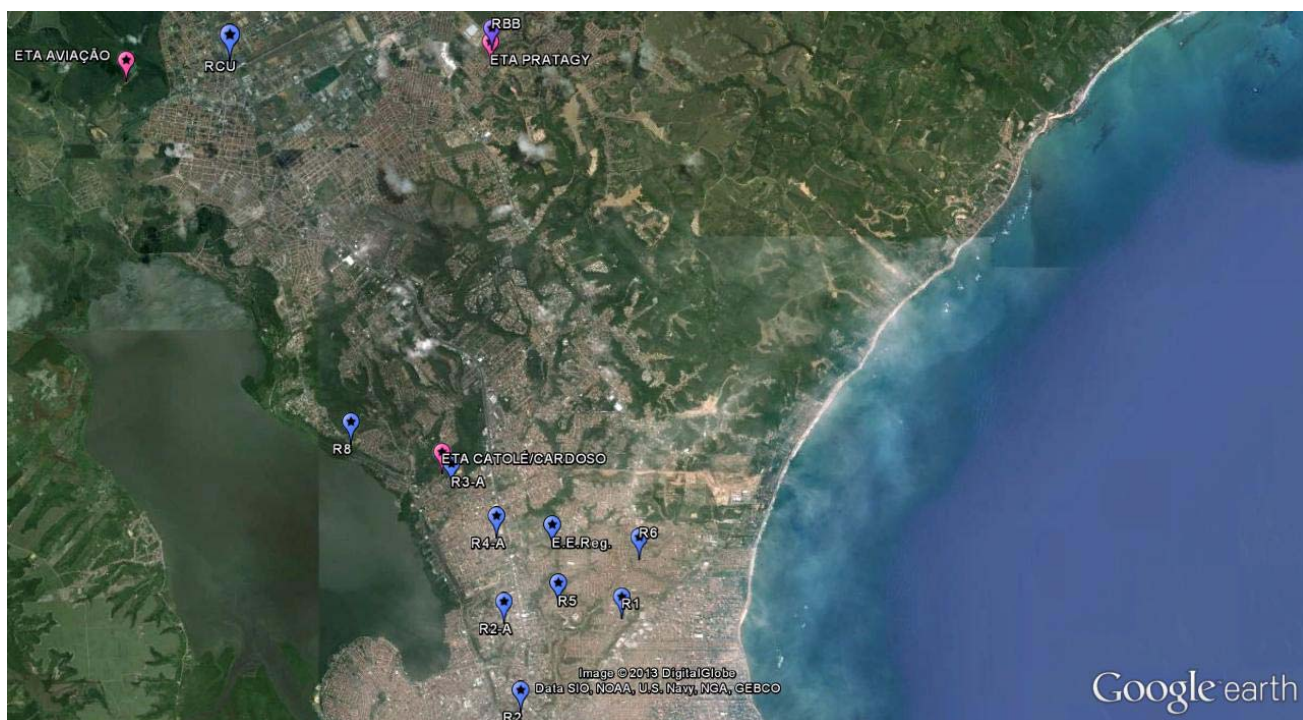 RBB
ETA AVIAÇÃO
RCU
ETA PRATAGY
R8
ETA CATOLÉ/CARDOSO
R3-A
R4-A
E.E.Reg.
R6
R5
R1
R2-A
Image © 2013 DigitalGlobe
Data SIO, NOAA, U.S. Navy, NGA, GEBCO
Google earth
R2